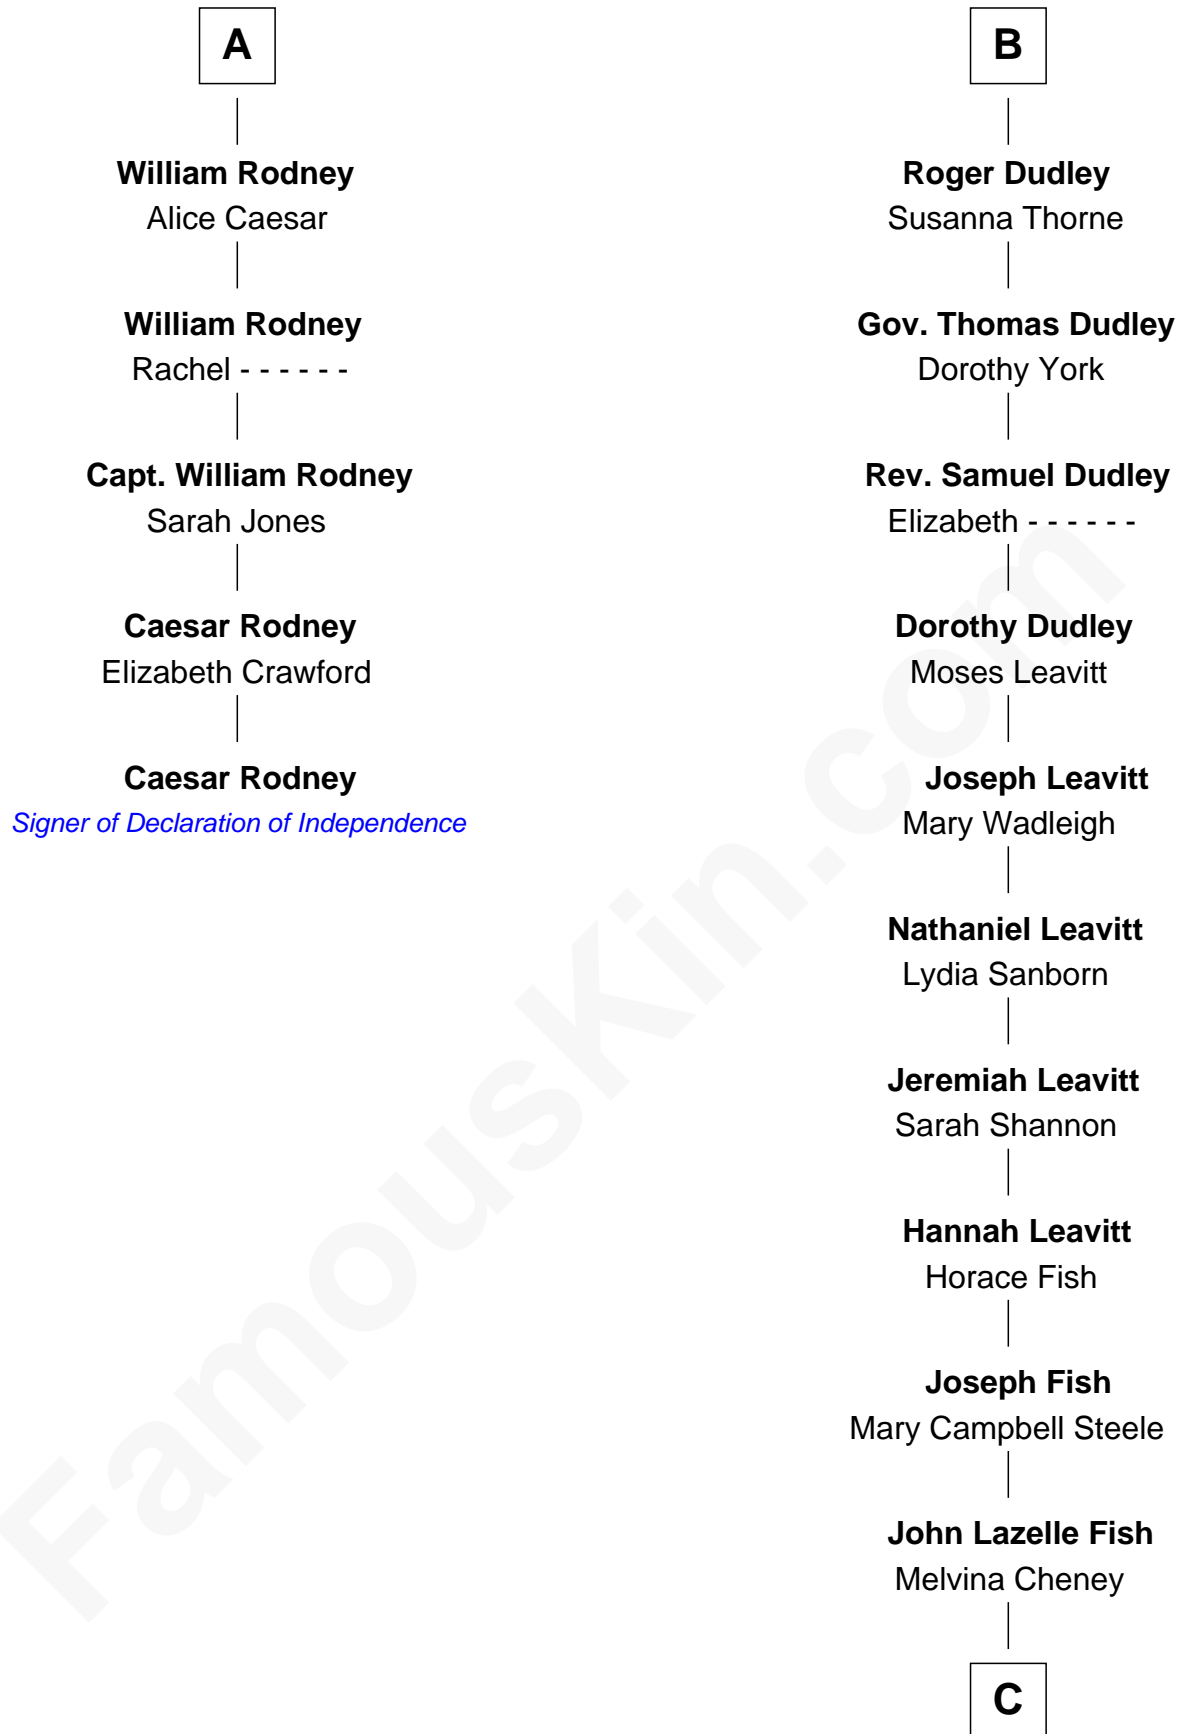 A
William Rodney
Alice Caesar
William Rodney
Rachel - - - - - -
Capt. William Rodney
Sarah Jones
Caesar Rodney
Elizabeth Crawford
Caesar Rodney
Signer of Declaration of Independence
B
Roger Dudley
Susanna Thorne
Gov. Thomas Dudley
Dorothy York
Rev. Samuel Dudley
Elizabeth - - - - - -
Dorothy Dudley
Moses Leavitt
Joseph Leavitt
Mary Wadleigh
Nathaniel Leavitt
Lydia Sanborn
Jeremiah Leavitt
Sarah Shannon
Hannah Leavitt
Horace Fish
Joseph Fish
Mary Campbell Steele
John Lazelle Fish
Melvina Cheney
C
FamousKin.com